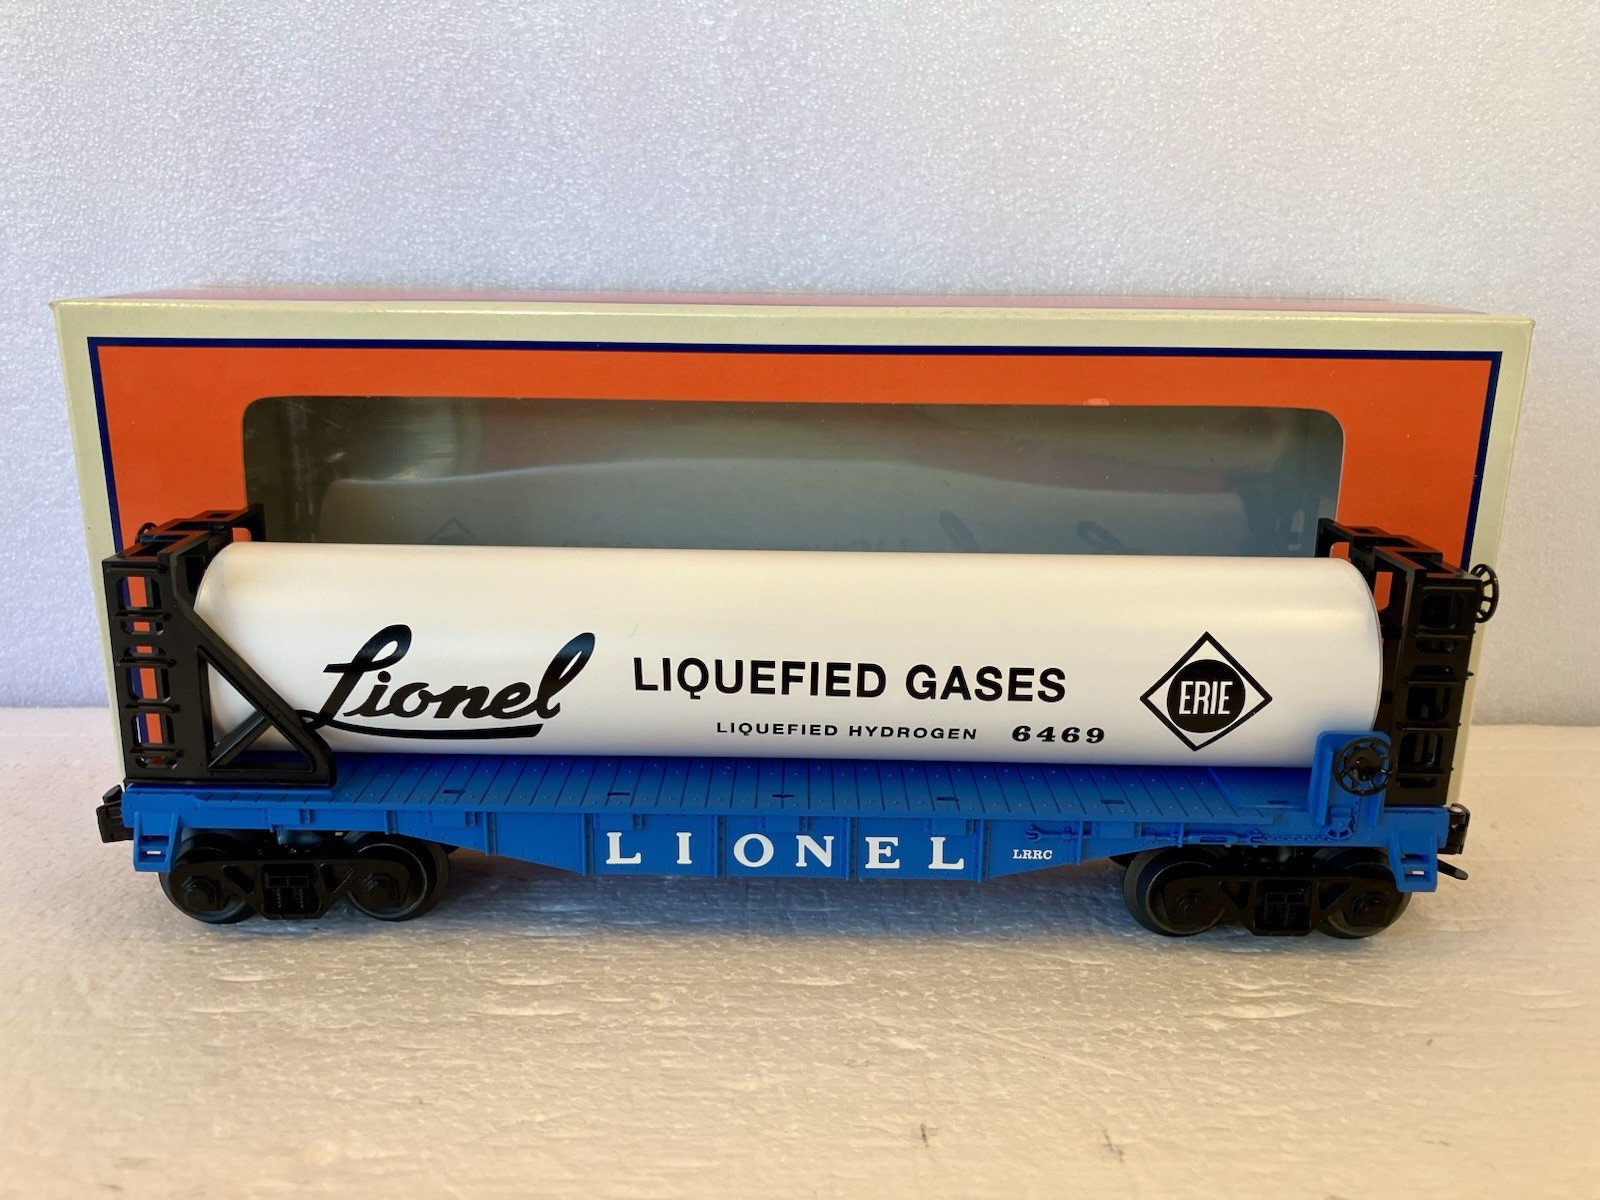 Lionel LIQUEFIED GASES
LIQUEFIED HYDROGEN 6469
ERIE
LIONEL
LRRC